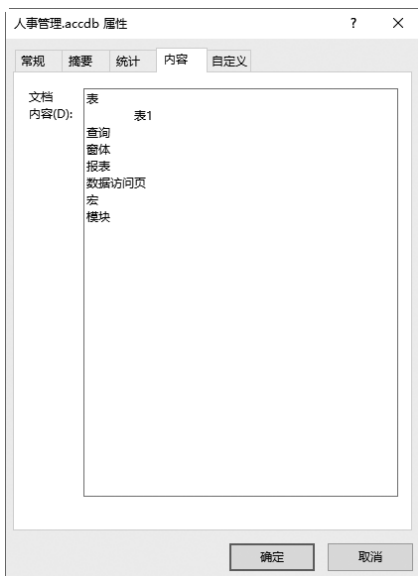 人事管理.accdb 属性 ? ×
常规 摘要 统计 内容 自定义
文档
内容(D):
表
表1
查询
窗体
报表
数据访问页
宏
模块
确定 取消